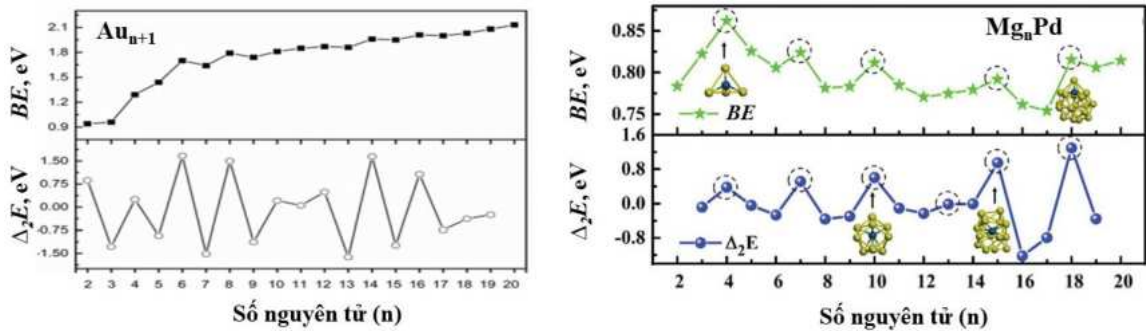 Au_{n+1}
BE, eV
2.1
1.8
1.5
1.2
0.9
Δ₂E, eV
1.50
0.75
0.00
-0.75
-1.50
2 3 4 5 6 7 8 9 10 11 12 13 14 15 16 17 18 19 20
Số nguyên tử (n)
Mg_nPd
BE, eV
0.85
0.80
0.75
BE
1.6
Δ₂E, eV
0.8
0.0
-0.8
Δ₂E
2 4 6 8 10 12 14 16 18 20
Số nguyên tử (n)